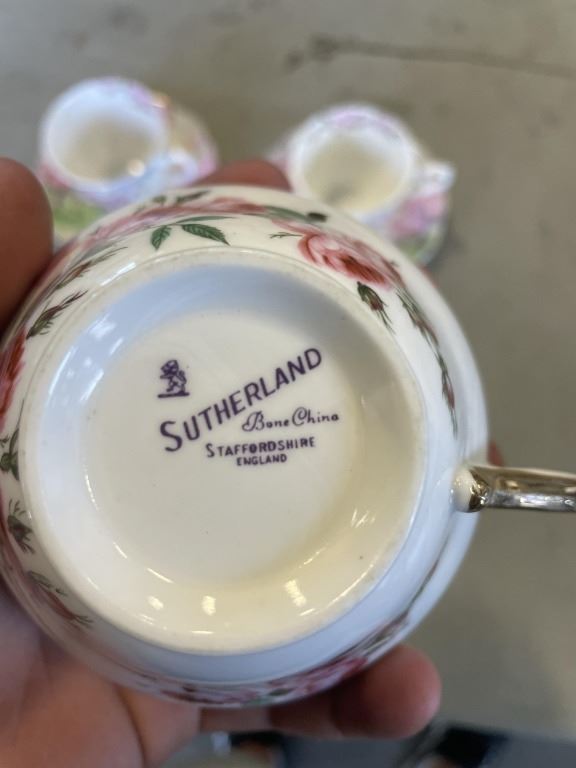 SUTHERLAND
Bone China
STAFFORDSHIRE
ENGLAND